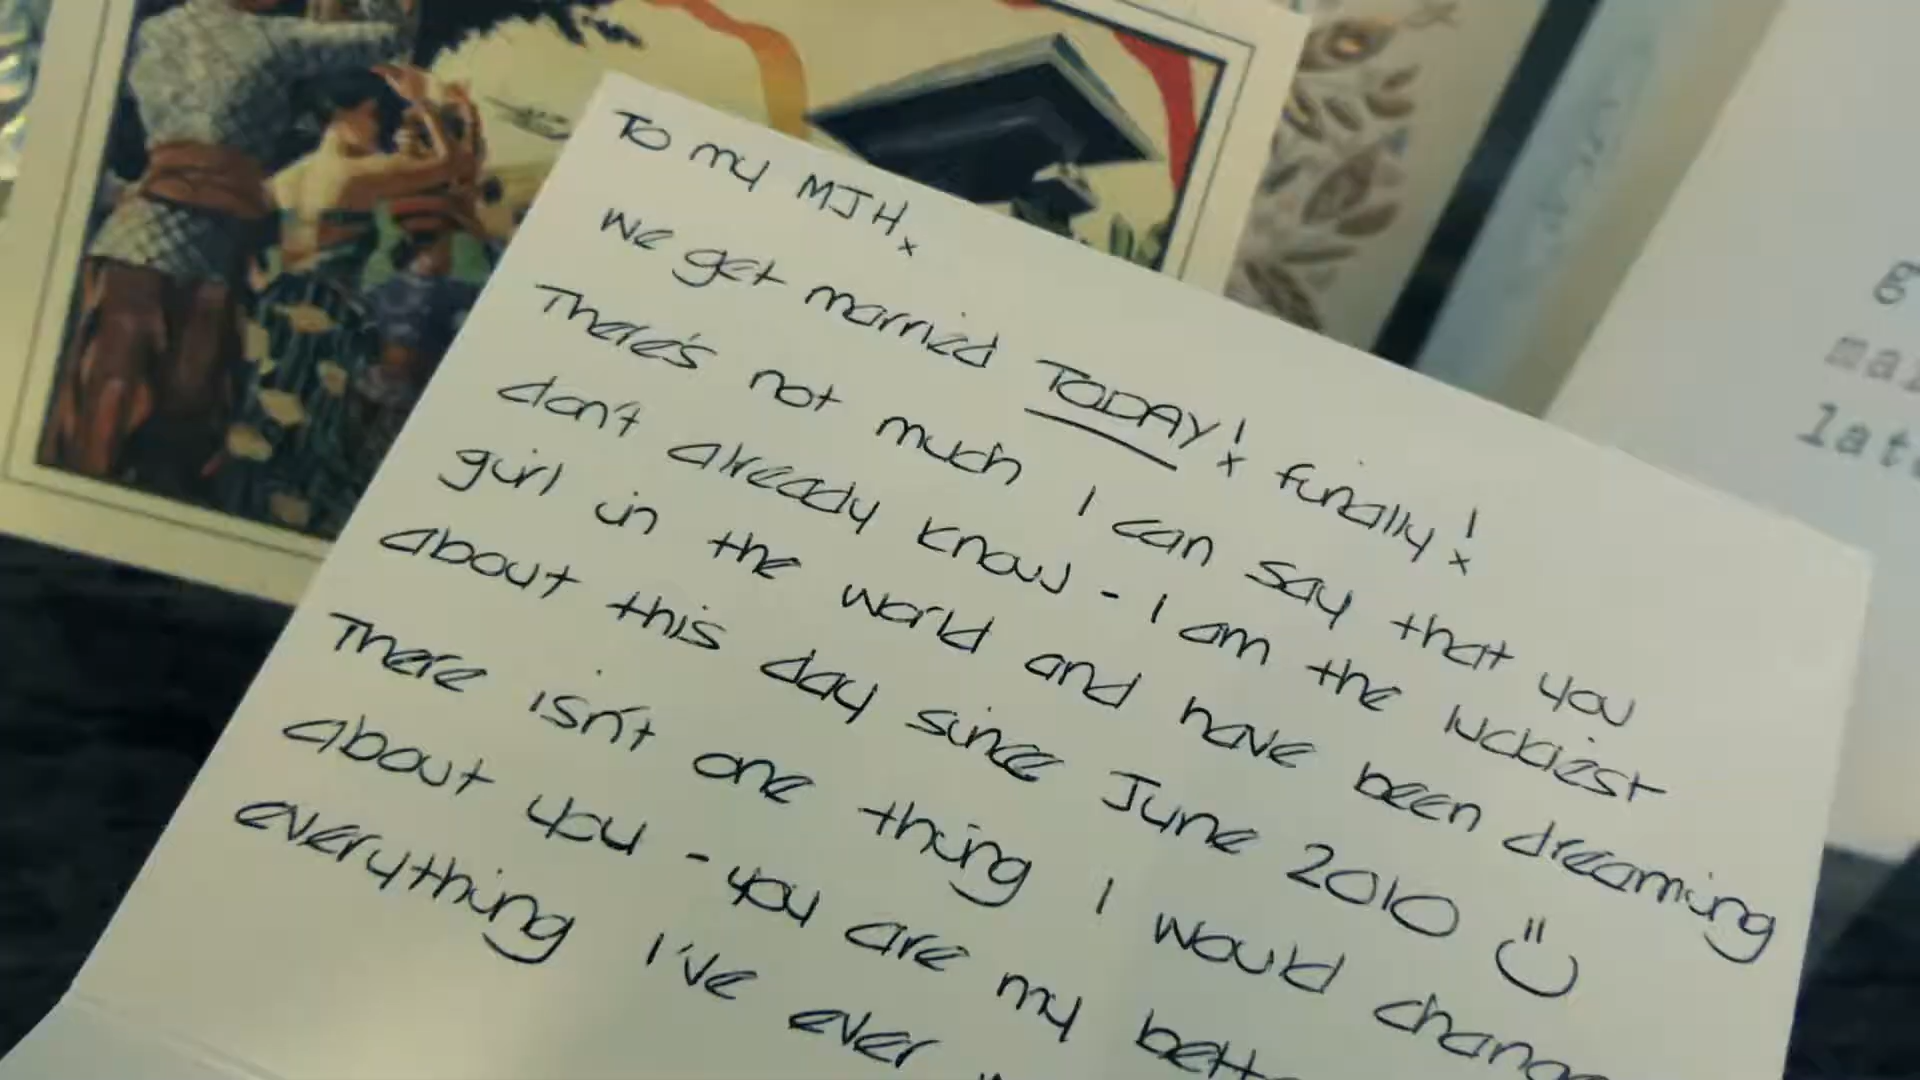 To my MJH x
We get married TODAY! x finally! x
There's not much I can say that you
don't already know - I am the luckiest
girl in the world and have been dreaming
about this day since June 2010
There isn't one thing I would
about you - you are my
everything I've ever
g